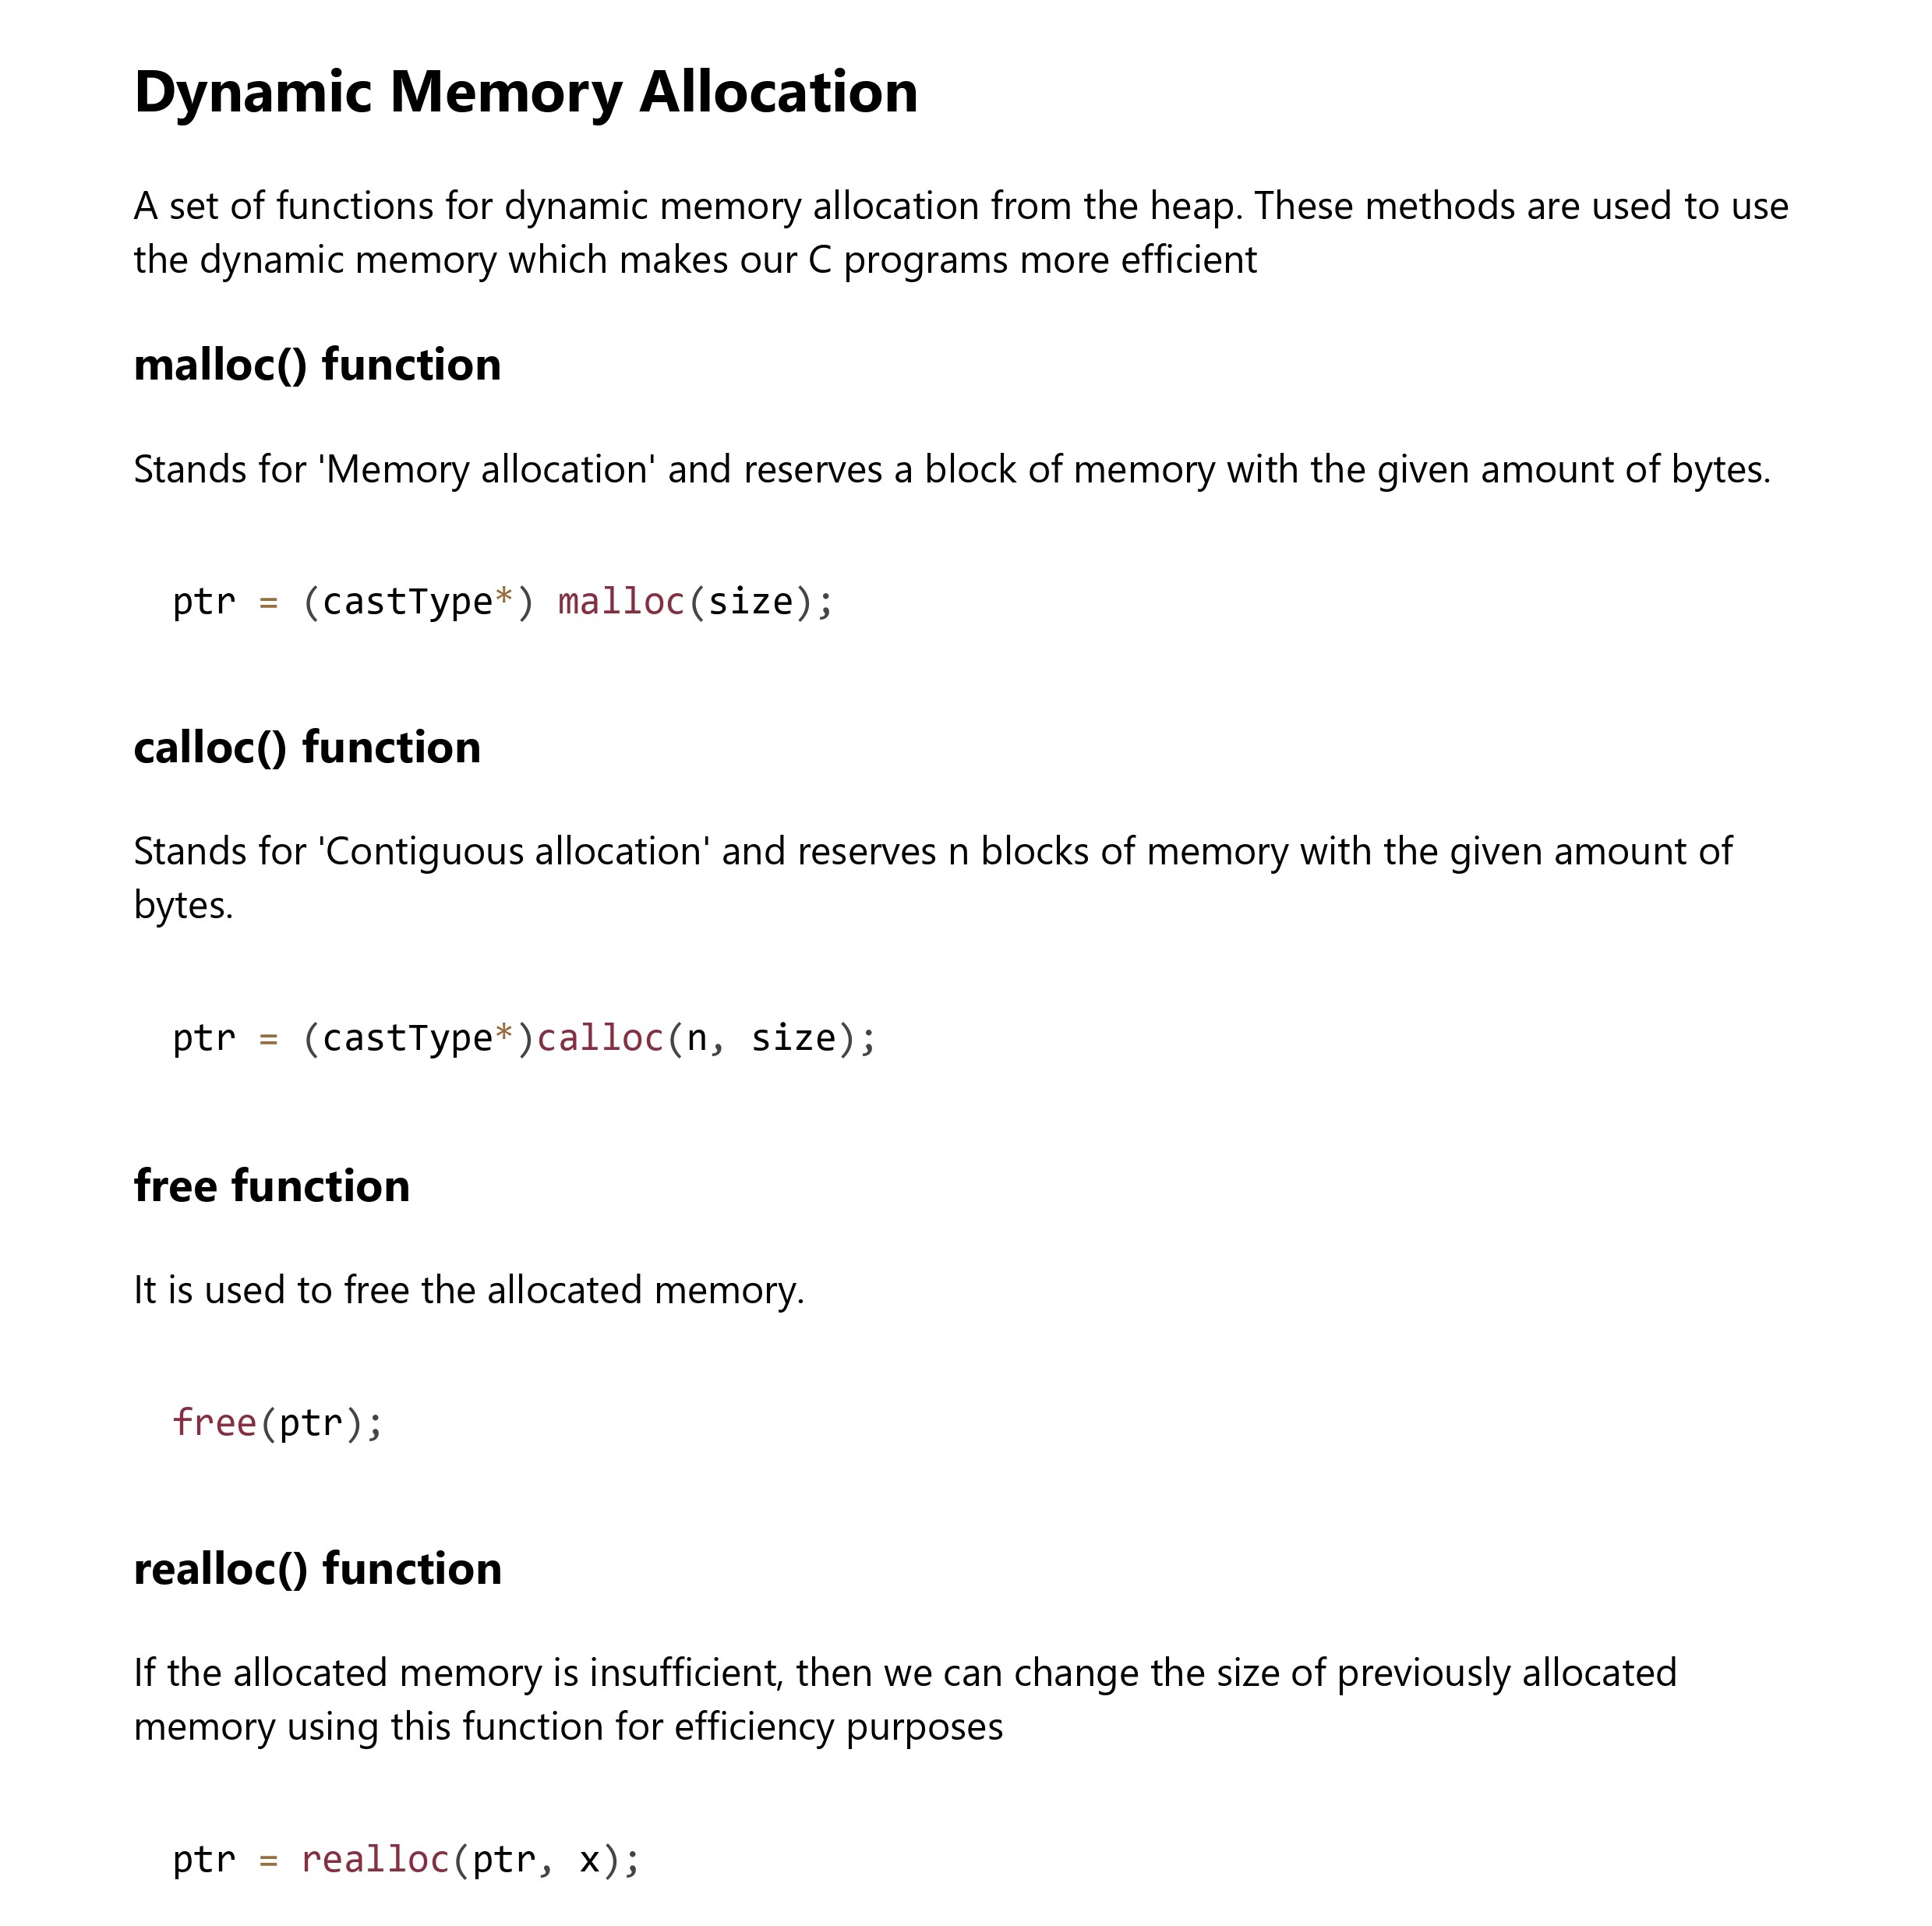 Dynamic Memory Allocation
A set of functions for dynamic memory allocation from the heap. These methods are used to use
the dynamic memory which makes our C programs more efficient
malloc() function
Stands for 'Memory allocation' and reserves a block of memory with the given amount of bytes.
ptr = (castType*) malloc(size);
calloc() function
Stands for 'Contiguous allocation' and reserves n blocks of memory with the given amount of
bytes.
ptr = (castType*)calloc(n, size);
free function
It is used to free the allocated memory.
free(ptr);
realloc() function
If the allocated memory is insufficient, then we can change the size of previously allocated
memory using this function for efficiency purposes
ptr = realloc(ptr, x);